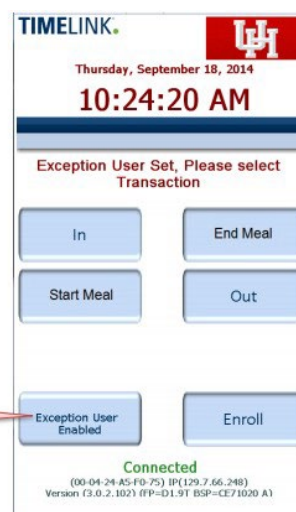 TIMELINK.
UH
Thursday, September 18, 2014
10:24:20 AM
Exception User Set, Please select
Transaction
In
End Meal
Start Meal
Out
Exception User
Enabled
Enroll
Connected
(00-04-24-A5-F0-75) IP(129.7.66.248)
Version (3.0.2.102) (FP=D1.9T BSP=CE71020 A)